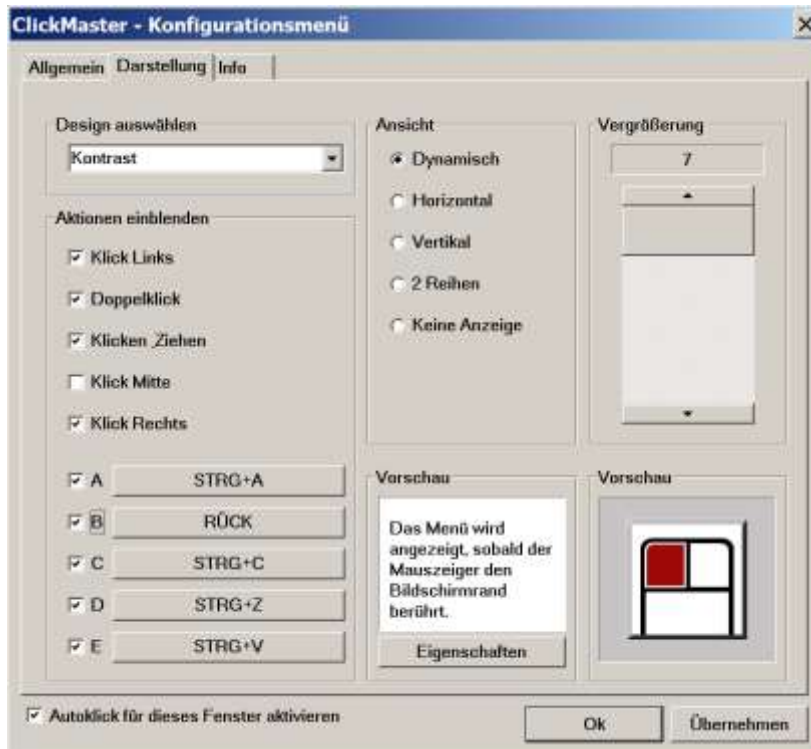 ClickMaster - Konfigurationsmenü
Allgemein Darstellung Info
Design auswählen
Kontrast
Aktionen einblenden
Klick Links
Doppelklick
Klicken ,Ziehen
Klick Mitte
Klick Rechts
A STRG+A
B RÜCK
C STRG+C
D STRG+Z
E STRG+V
Ansicht
Dynamisch
Horizontal
Vertikal
2 Reihen
Keine Anzeige
Vergrößerung
7
Vorschau
Das Menü wird
angezeigt, sobald der
Mauszeiger den
Bildschirmrand
berührt.
Eigenschaften
Vorschau
Autoklick für dieses Fenster aktivieren
Ok
Übernehmen